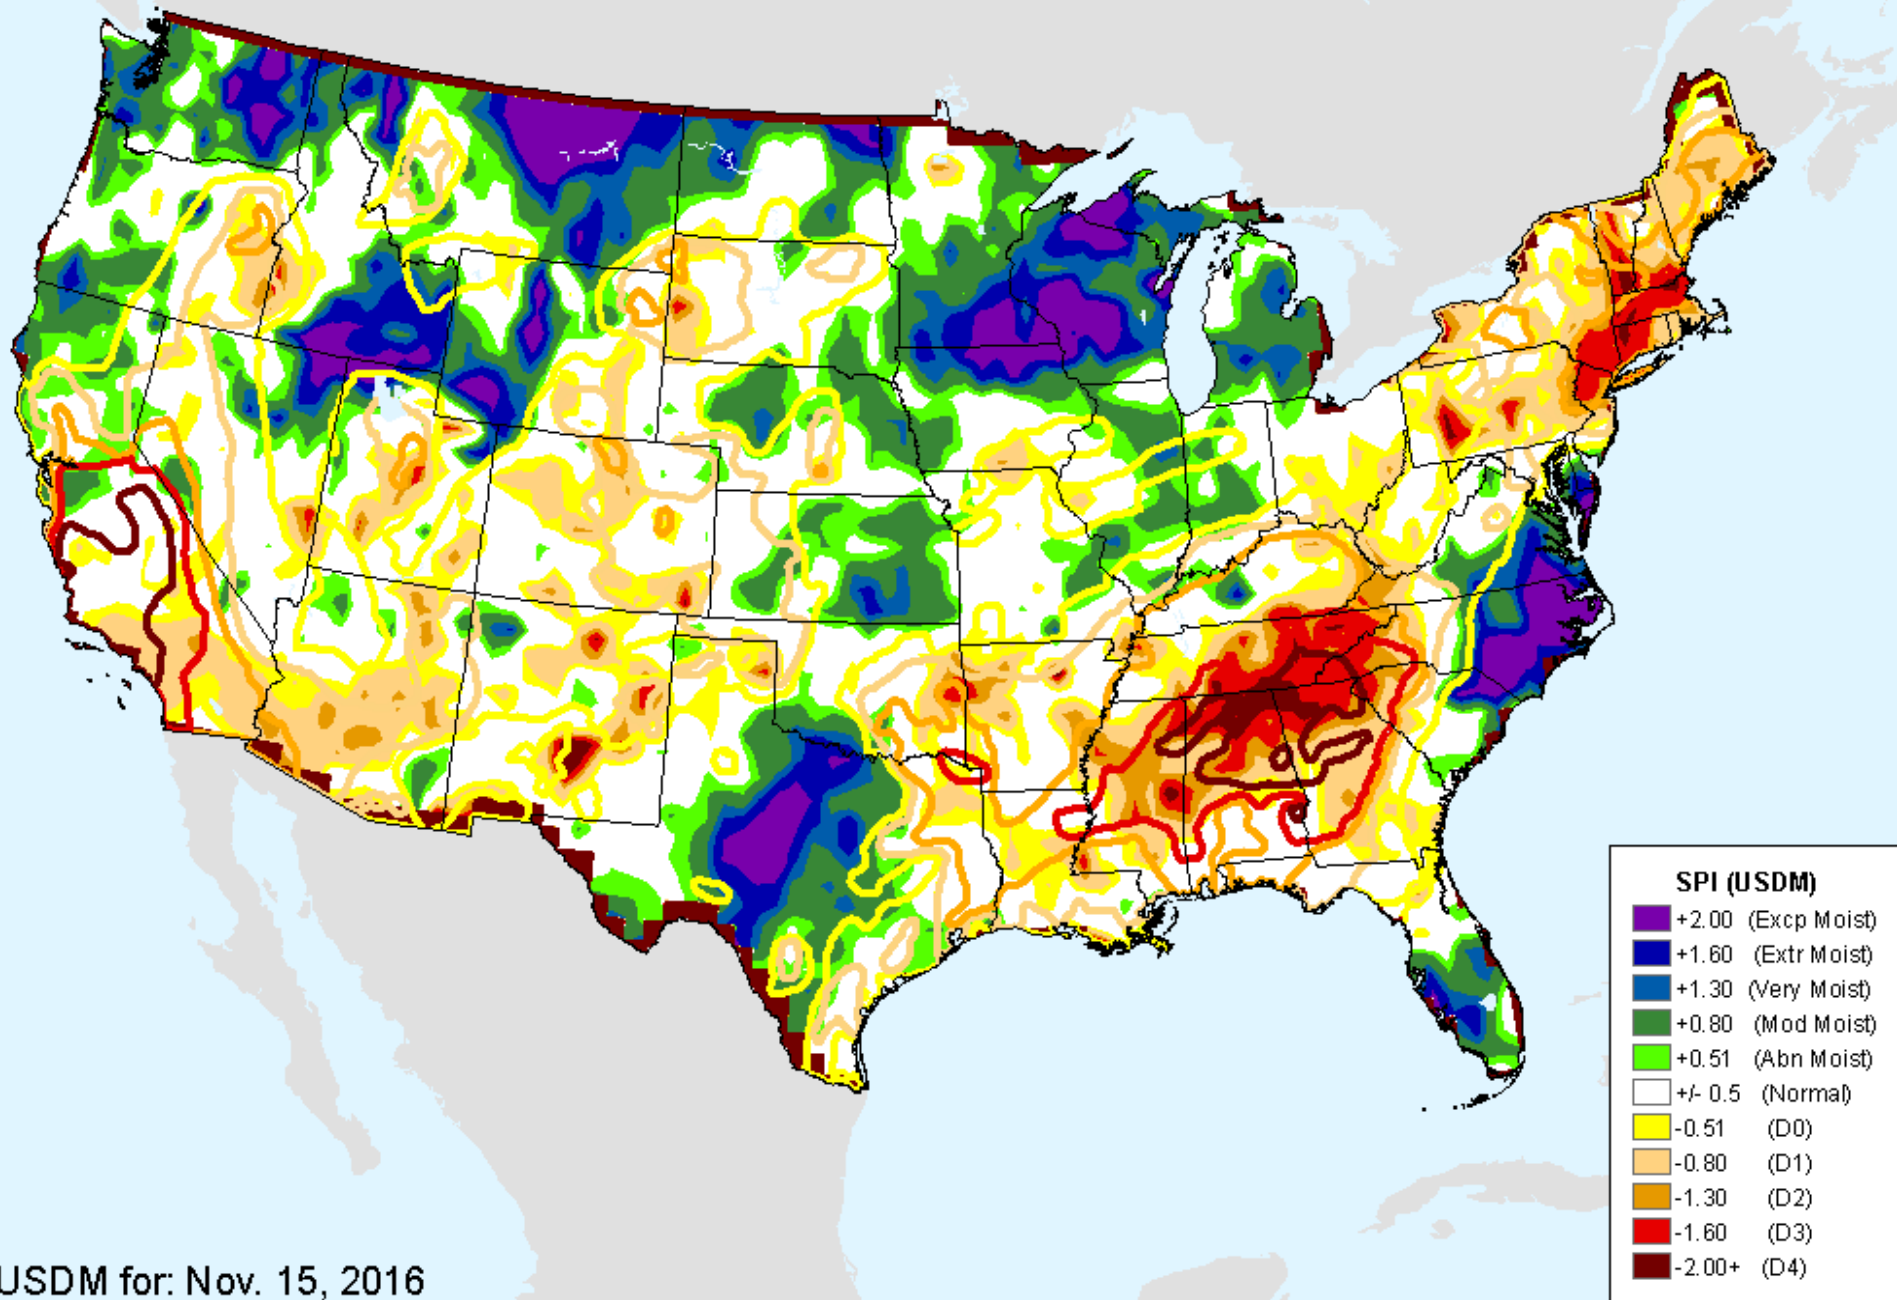 SPI (USDM)
+2.00 (Excp Moist)
+1.60 (Extr Moist)
+1.30 (Very Moist)
+0.80 (Mod Moist)
+0.51 (Abn Moist)
+/- 0.5 (Normal)
-0.51 (D0)
-0.80 (D1)
-1.30 (D2)
-1.60 (D3)
-2.00+ (D4)
USDM for: Nov. 15, 2016